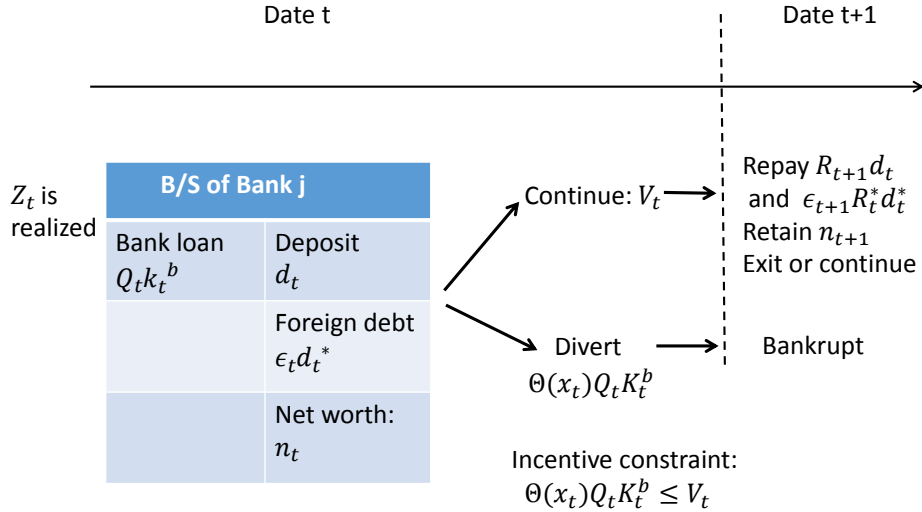 Date t
Date t+1
Z_t is
realized
B/S of Bank j
Bank loan
Q_t k_t^b
Deposit
d_t
Foreign debt
ϵ_t d_t^*
Net worth:
n_t
Continue: V_t
Divert
Θ(x_t)Q_t K_t^b
Repay R_{t+1} d_t
and ϵ_{t+1} R_t^* d_t^*
Retain n_{t+1}
Exit or continue
Bankrupt
Incentive constraint:
Θ(x_t)Q_t K_t^b ≤ V_t